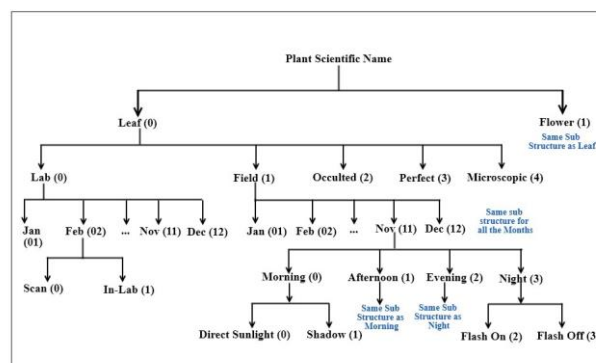 Plant Scientific Name
Leaf (0)
Flower (1)
Same Sub
Structure as Leaf
Lab (0)
Field (1)
Occulted (2)
Perfect (3)
Microscopic (4)
Jan
(01)
Feb (02)
...
Nov (11)
Dec (12)
Jan
(01)
Feb (02)
...
Nov (11)
Dec (12)
Same sub
structure for
all the Months
Scan (0)
In-Lab (1)
Morning (0)
Afternoon (1)
Evening (2)
Night (3)
Same Sub
Structure as
Morning
Same Sub
Structure as
Night
Direct Sunlight (0)
Shadow (1)
Flash On (2)
Flash Off (3